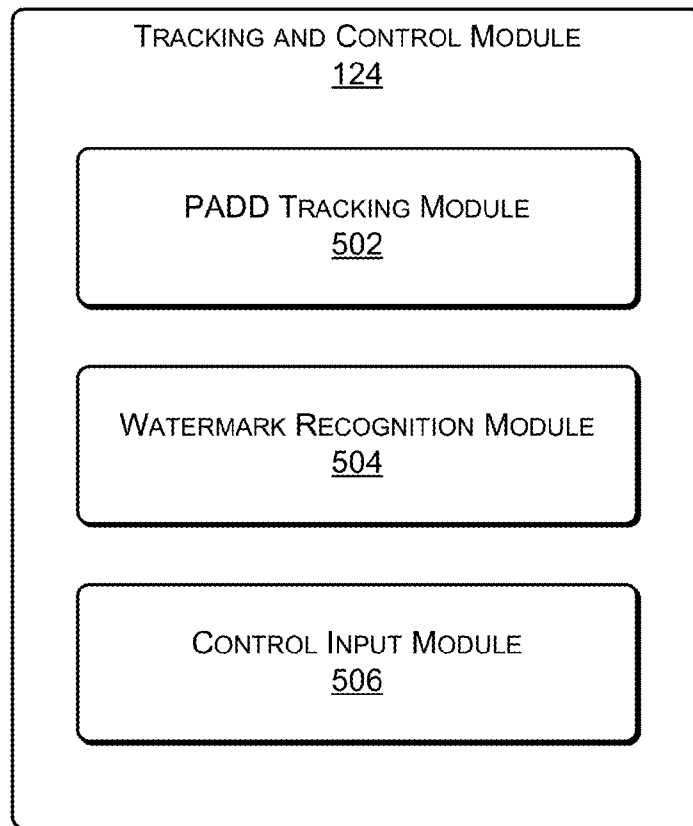 TRACKING AND CONTROL MODULE
124
PADD TRACKING MODULE
502
WATERMARK RECOGNITION MODULE
504
CONTROL INPUT MODULE
506